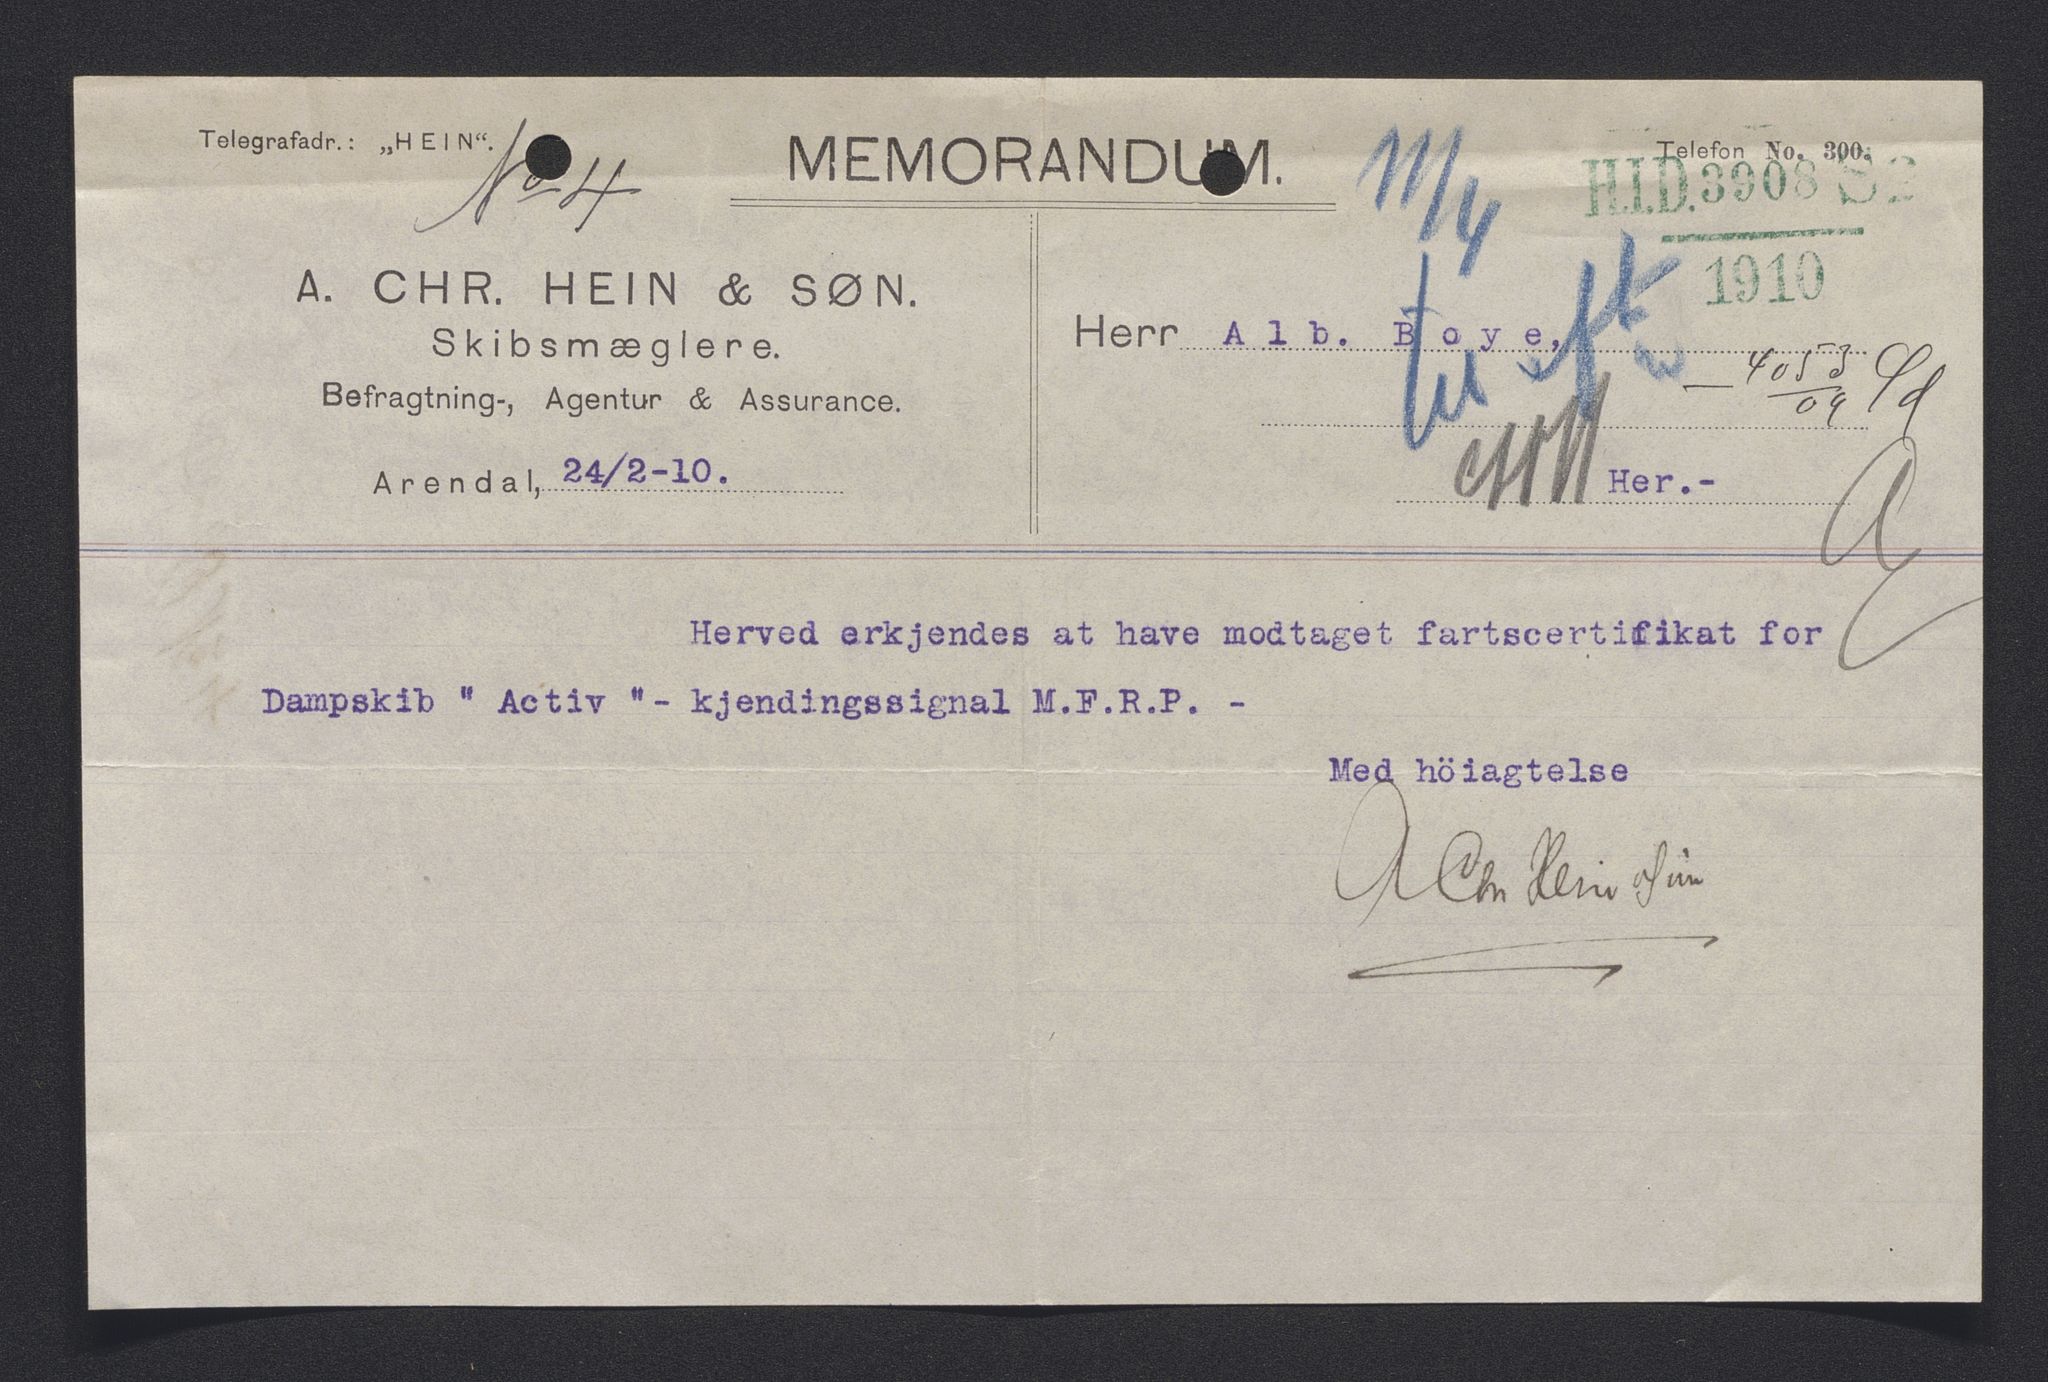 Telegrafadr.: „HEIN“.
No 4
MEMORANDUM.
Telefon No. 300.
H.I.D. 3908 S2
1910
A. CHR. HEIN & SØN.
Skibsmæglere.
Befragtning-, Agentur & Assurance.
Arendal, 24/2-10.
Herr Alb. Boye,
4053
09
Her.-
Herved erkjendes at have modtaget fartscertifikat for
Dampskib " Activ " - kjendingssignal M.F.R.P. -
Med höiagtelse
A Chr Hein & Søn